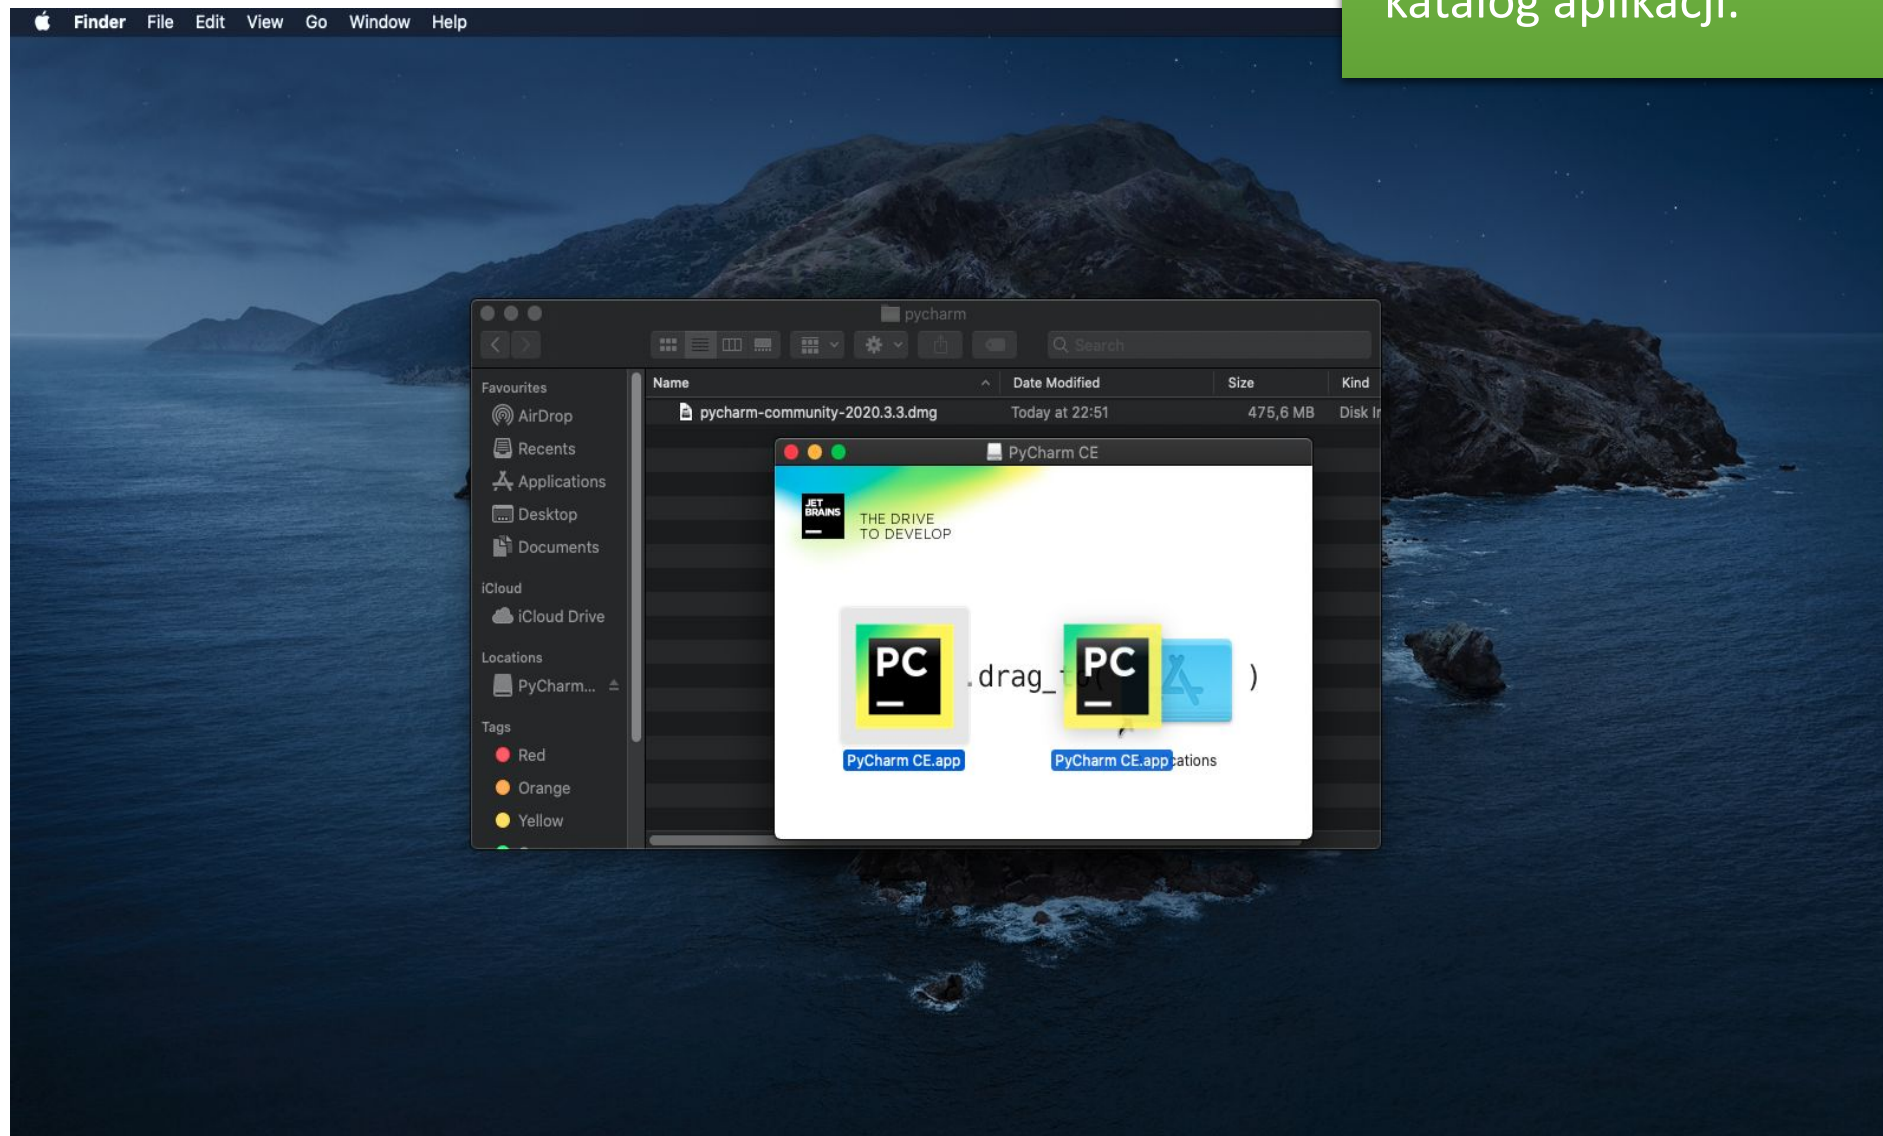 Finder File Edit View Go Window Help
katalog aplikacji.
pycharm
Search
Favourites
AirDrop
Recents
Applications
Desktop
Documents
iCloud
iCloud Drive
Locations
PyCharm...
Tags
Red
Orange
Yellow
Name Date Modified Size Kind
pycharm-community-2020.3.3.dmg Today at 22:51 475,6 MB Disk
PyCharm CE
JET
BRAINS
THE DRIVE
TO DEVELOP
PC .drag_to( PC )
PyCharm CE.app PyCharm CE.app cations